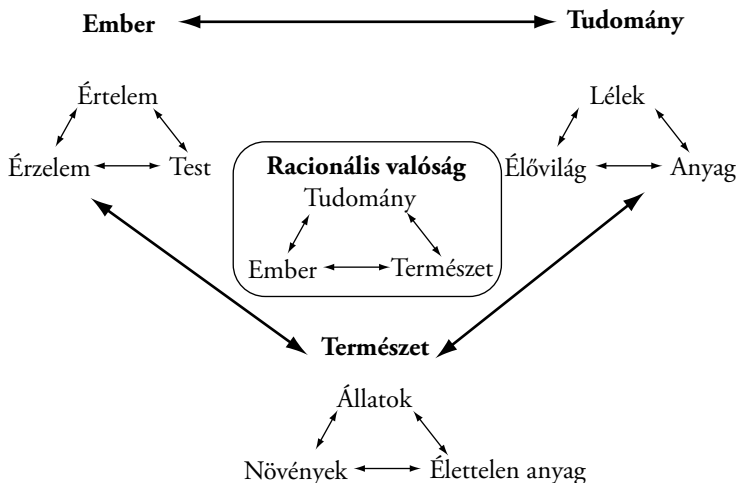 Ember Tudomány
Értelem Lélek
Érzelem Test Élővilág Anyag
Racionális valóság
Tudomány
Ember Természet
Természet
Állatok
Növények Élettelen anyag